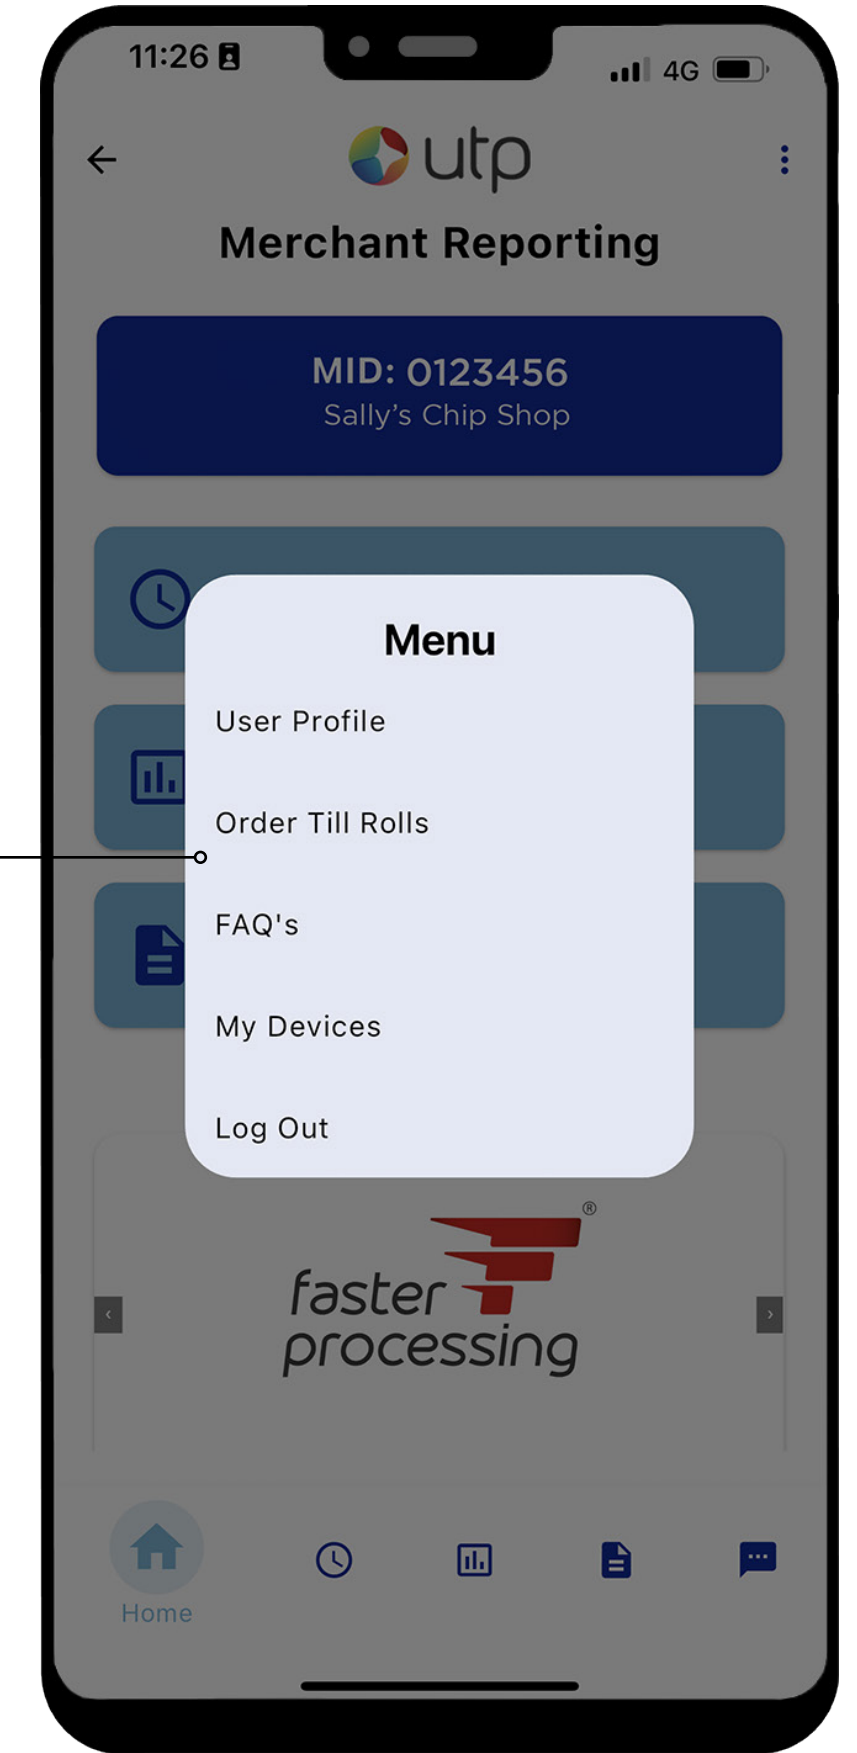 11:26
4G
utp
Merchant Reporting
MID: 0123456
Sally's Chip Shop
Menu
User Profile
Order Till Rolls
FAQ's
My Devices
Log Out
faster ®
processing
Home